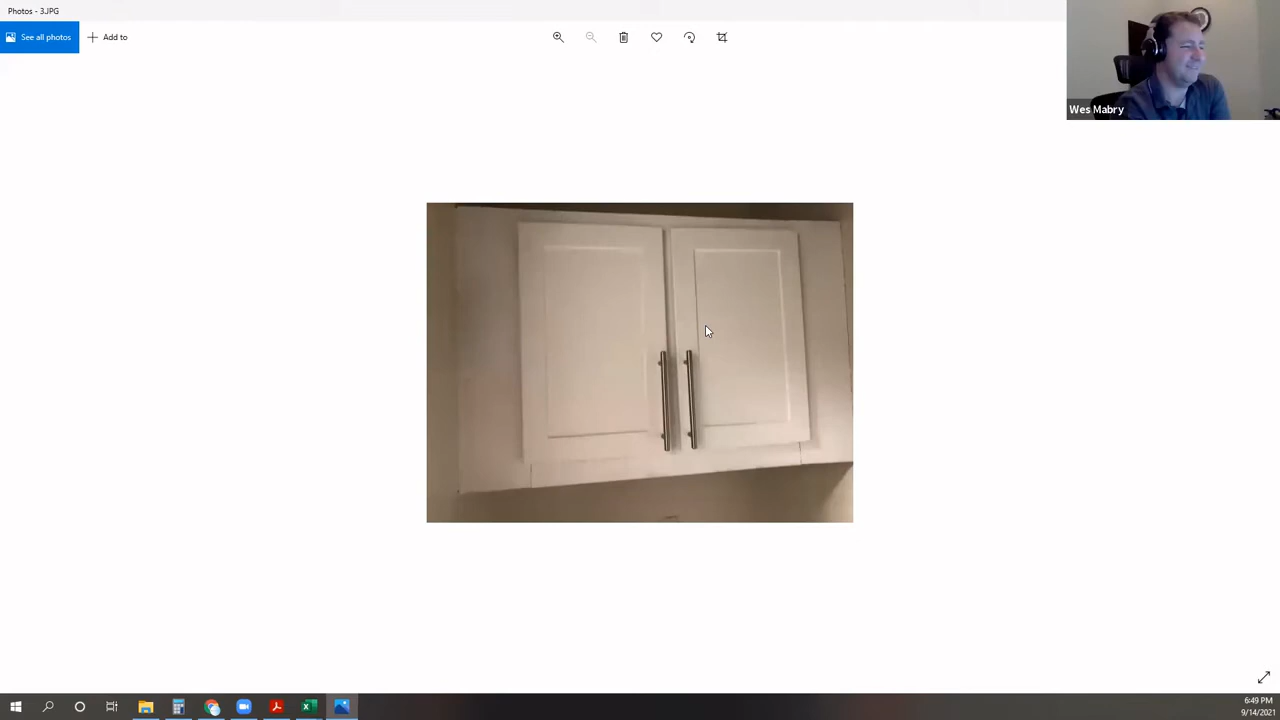 Photos - 3.JPG
See all photos
Add to
Wes Mabry
6:49 PM
9/14/2021